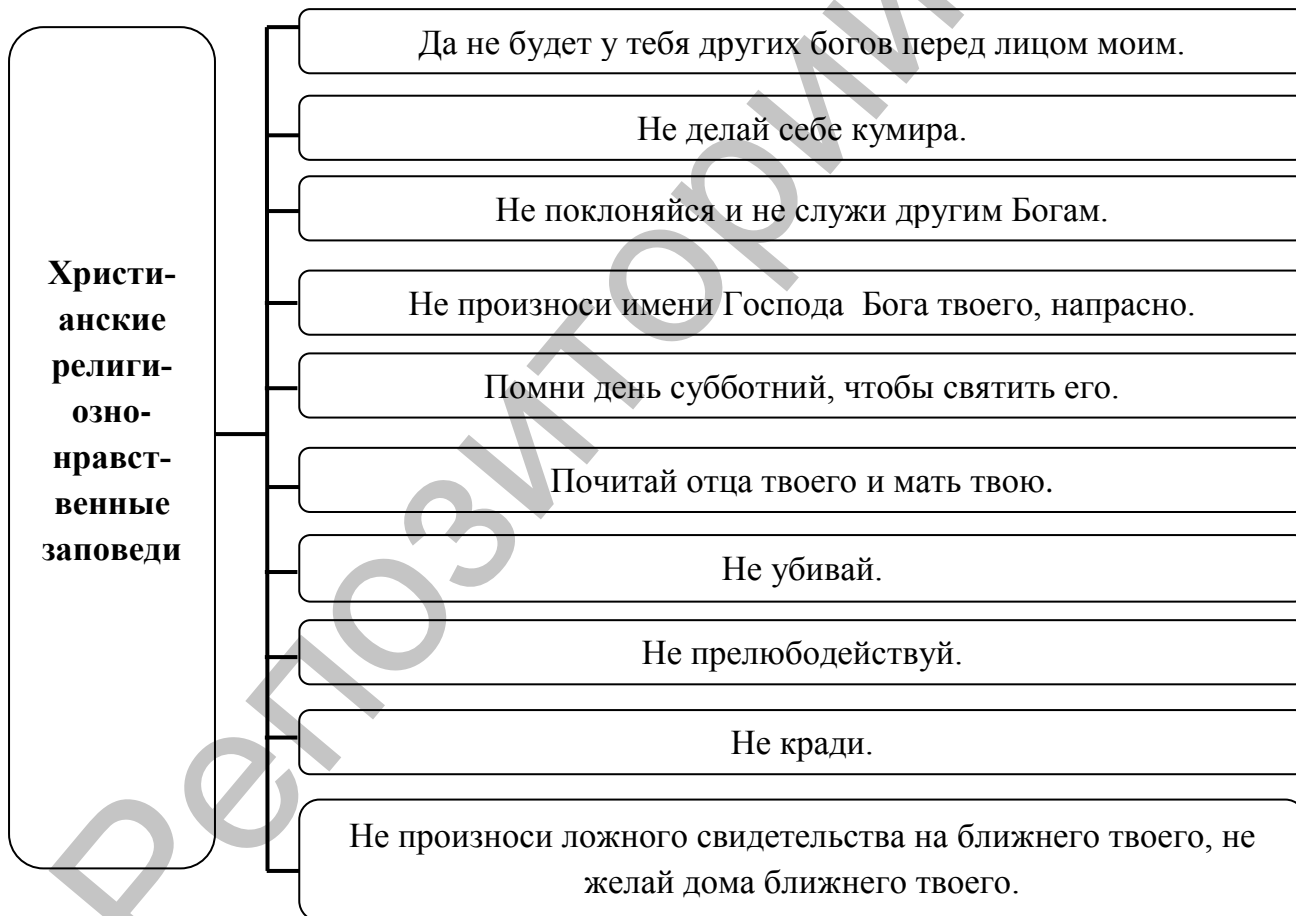 Христи-
анские
религи-
озно-
нравст-
венные
заповеди
Да не будет у тебя других богов перед лицом моим.
Не делай себе кумира.
Не поклоняйся и не служи другим Богам.
Не произноси имени Господа Бога твоего, напрасно.
Помни день субботний, чтобы святить его.
Почитай отца твоего и мать твою.
Не убивай.
Не прелюбодействуй.
Не кради.
Не произноси ложного свидетельства на ближнего твоего, не
желай дома ближнего твоего.
Репозитории